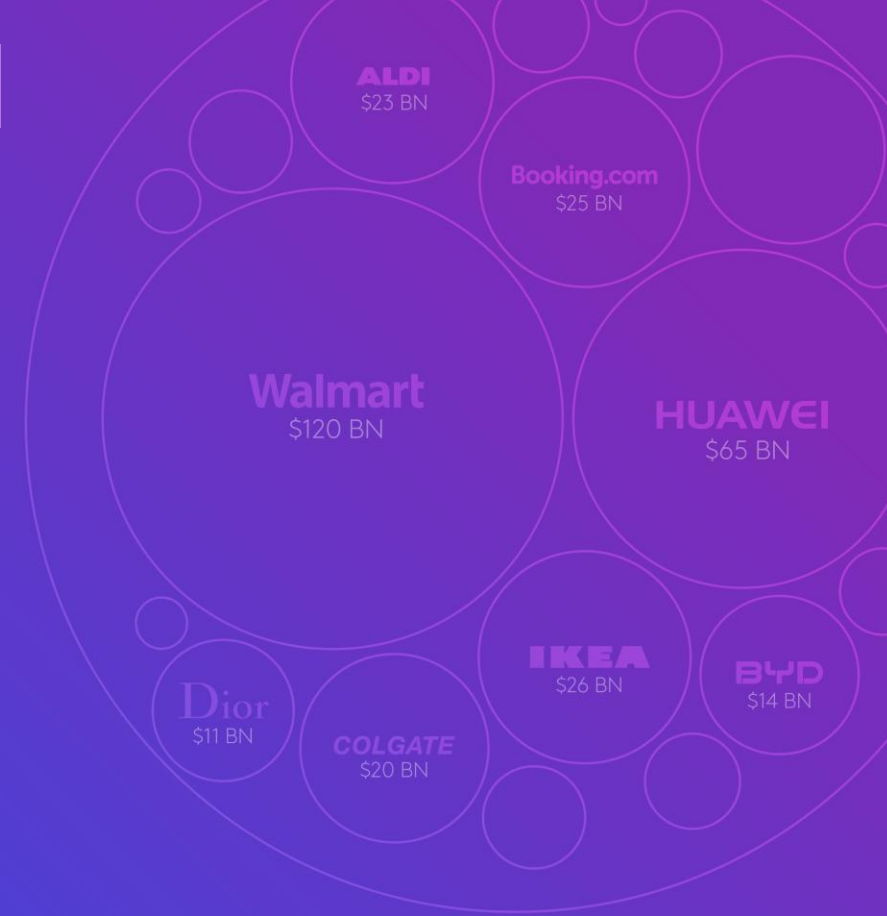 ALDI
$23 BN
Booking.com
$25 BN
Walmart
$120 BN
HUAWEI
$65 BN
IKEA
$26 BN
BYD
$14 BN
Dior
$11 BN
COLGATE
$20 BN